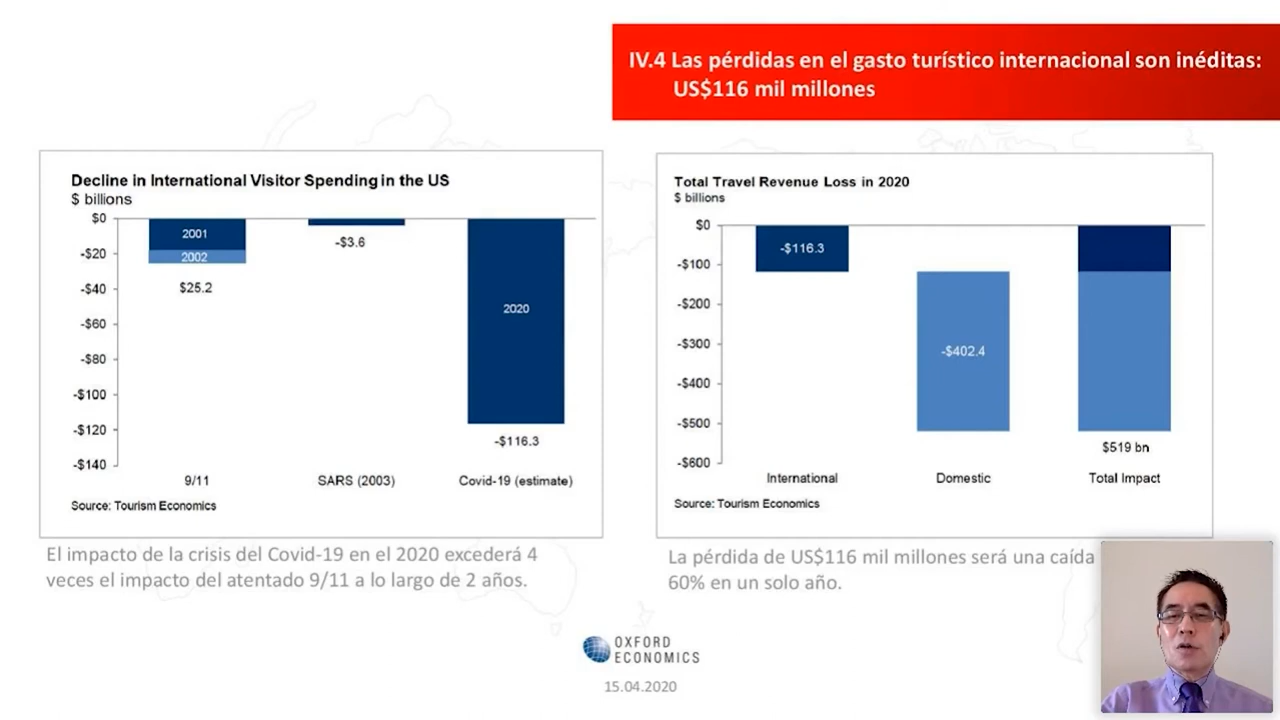 IV.4 Las pérdidas en el gasto turístico internacional son inéditas:
US$116 mil millones
Decline in International Visitor Spending in the US
$ billions
$0
-$20
-$40
-$60
-$80
-$100
-$120
-$140
2001
2002
$25.2
-$3.6
2020
-$116.3
9/11
SARS (2003)
Covid-19 (estimate)
Source: Tourism Economics
El impacto de la crisis del Covid-19 en el 2020 excederá 4
veces el impacto del atentado 9/11 a lo largo de 2 años.
Total Travel Revenue Loss in 2020
$ billions
$0
-$100
-$200
-$300
-$400
-$500
-$600
-$116.3
-$402.4
$519 bn
International
Domestic
Total Impact
Source: Tourism Economics
La pérdida de US$116 mil millones será una caída
60% en un solo año.
OXFORD
ECONOMICS
15.04.2020